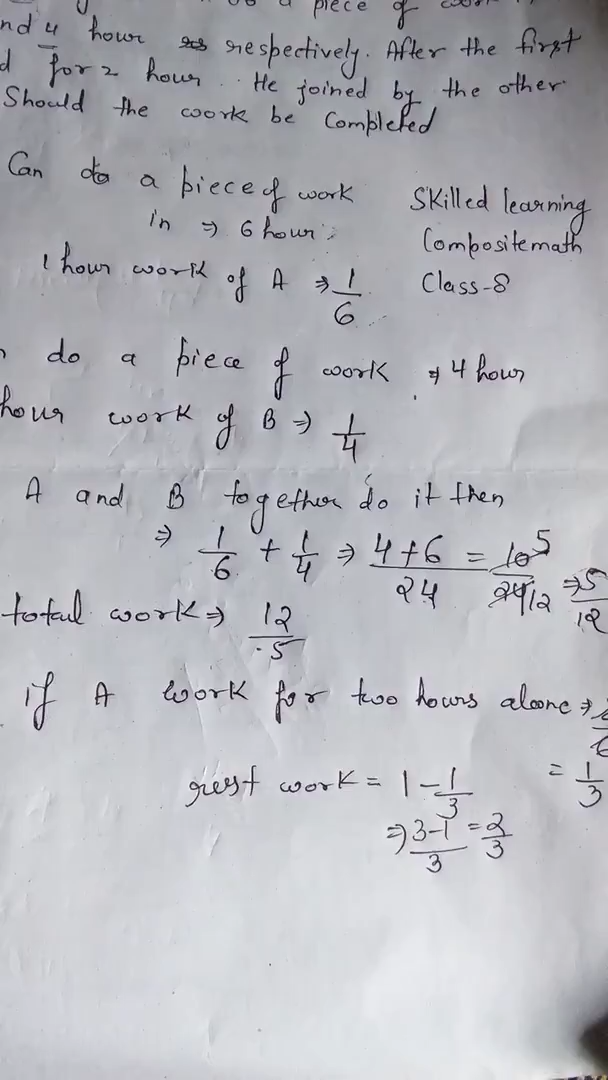 a piece of work
4 hour respectively. After the first
for 2 hour. He joined by the other.
Should the work be Completed
Can do a piece of work
in ⇒ 6 hour
Skilled learning
Compositemath
Class-8
1 hour work of A ⇒ 1/6
do a piece of work ⇒ 4 hour
hour work of B ⇒ 1/4
A and B together do it then
⇒ 1/6 + 1/4 ⇒ 4+6/24 = 10/24 5/12 ⇒ 5/12
total work ⇒ 12/5
if A work for two hours alone ⇒
= 1/3
rest work = 1 - 1/3
⇒ 3-1/3 = 2/3